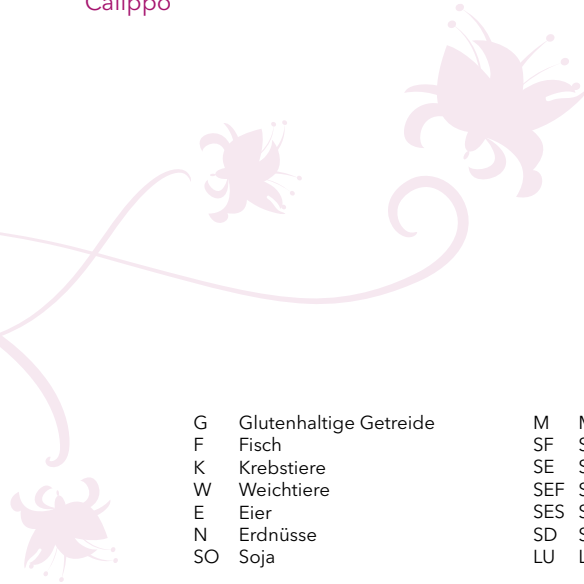 Calippo
G Glutenhaltige Getreide
F Fisch
K Krebstiere
W Weichtiere
E Eier
N Erdnüsse
SO Soja
M
SF
SE
SEF
SES
SD
LU